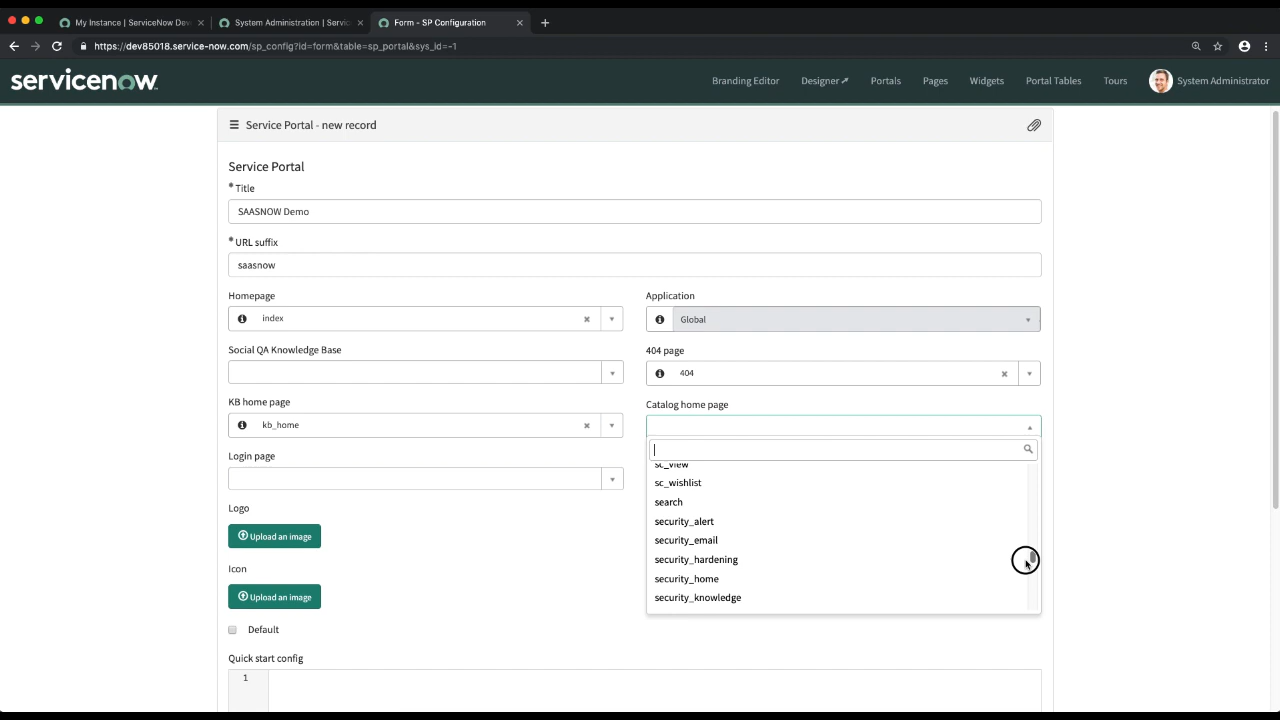 My Instance | ServiceNow Dev
System Administration | Servic
Form - SP Configuration
https://dev85018.service-now.com/sp_config?id=form&table=sp_portal&sys_id=-1
servicenow
Branding Editor
Designer
Portals
Pages
Widgets
Portal Tables
Tours
System Administrator
Service Portal - new record
Service Portal
* Title
SAASNOW Demo
* URL suffix
saasnow
Homepage
index
Application
Global
Social QA Knowledge Base
404 page
404
KB home page
kb_home
Catalog home page
Login page
sc_view
sc_wishlist
search
security_alert
security_email
security_hardening
security_home
security_knowledge
Logo
Upload an image
Icon
Upload an image
Default
Quick start config
1